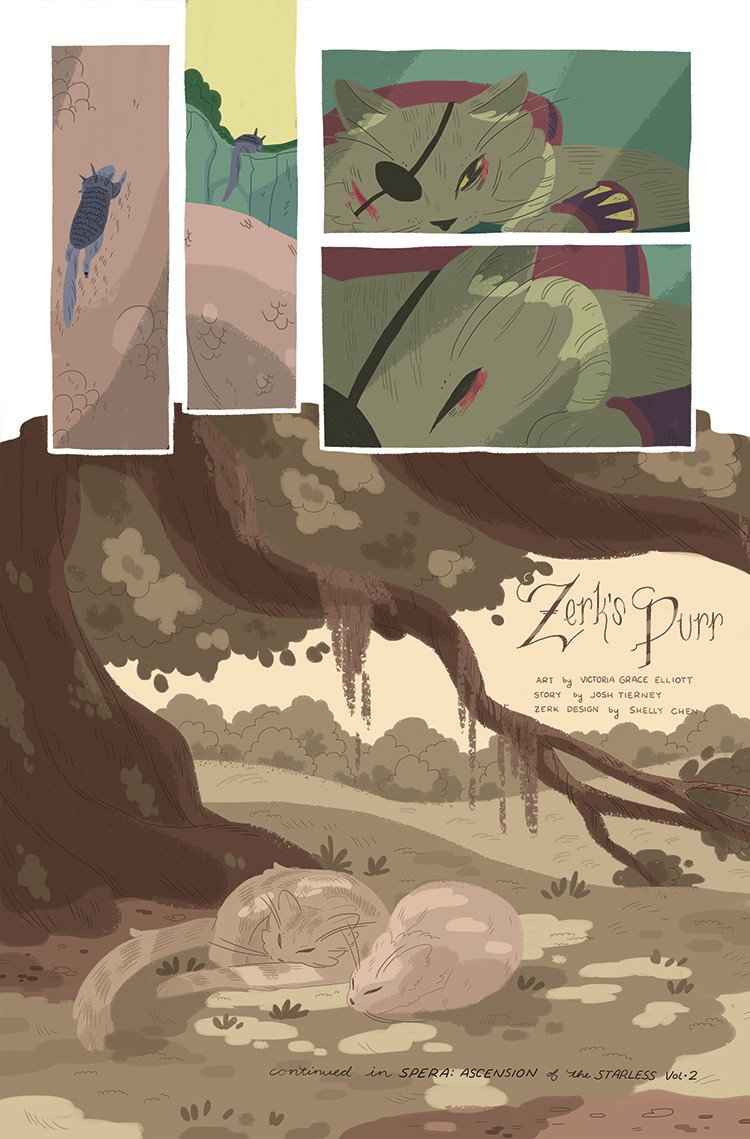 Zerk's Purr
ART by VICTORIA GRACE ELLIOTT
STORY by JOSH TIERNEY
ZERK DESIGN by SHELLY CHEN
continued in SPERA: ASCENSION of the STARLESS Vol·2